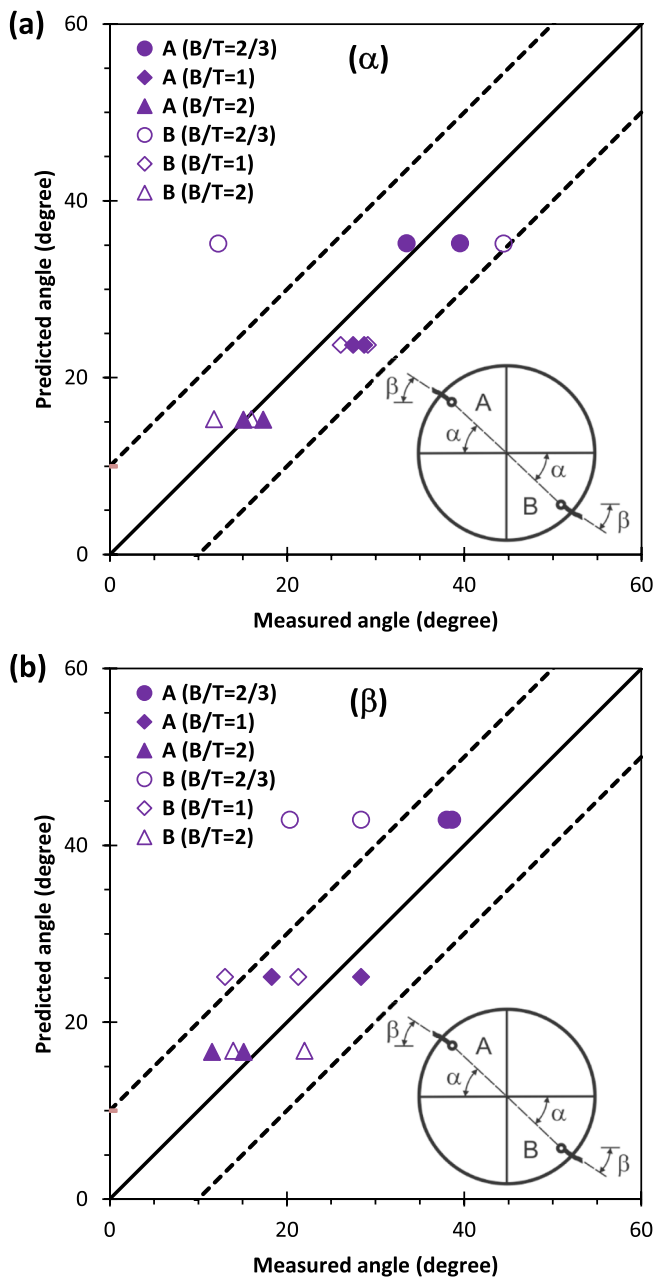 (a)
60
(α)
A (B/T=2/3)
A (B/T=1)
A (B/T=2)
B (B/T=2/3)
B (B/T=1)
B (B/T=2)
40
20
0
Predicted angle (degree)
β
A
α
α
B
β
0 20 40 60
Measured angle (degree)
(b)
60
(β)
A (B/T=2/3)
A (B/T=1)
A (B/T=2)
B (B/T=2/3)
B (B/T=1)
B (B/T=2)
40
20
0
Predicted angle (degree)
β
A
α
α
B
β
0 20 40 60
Measured angle (degree)